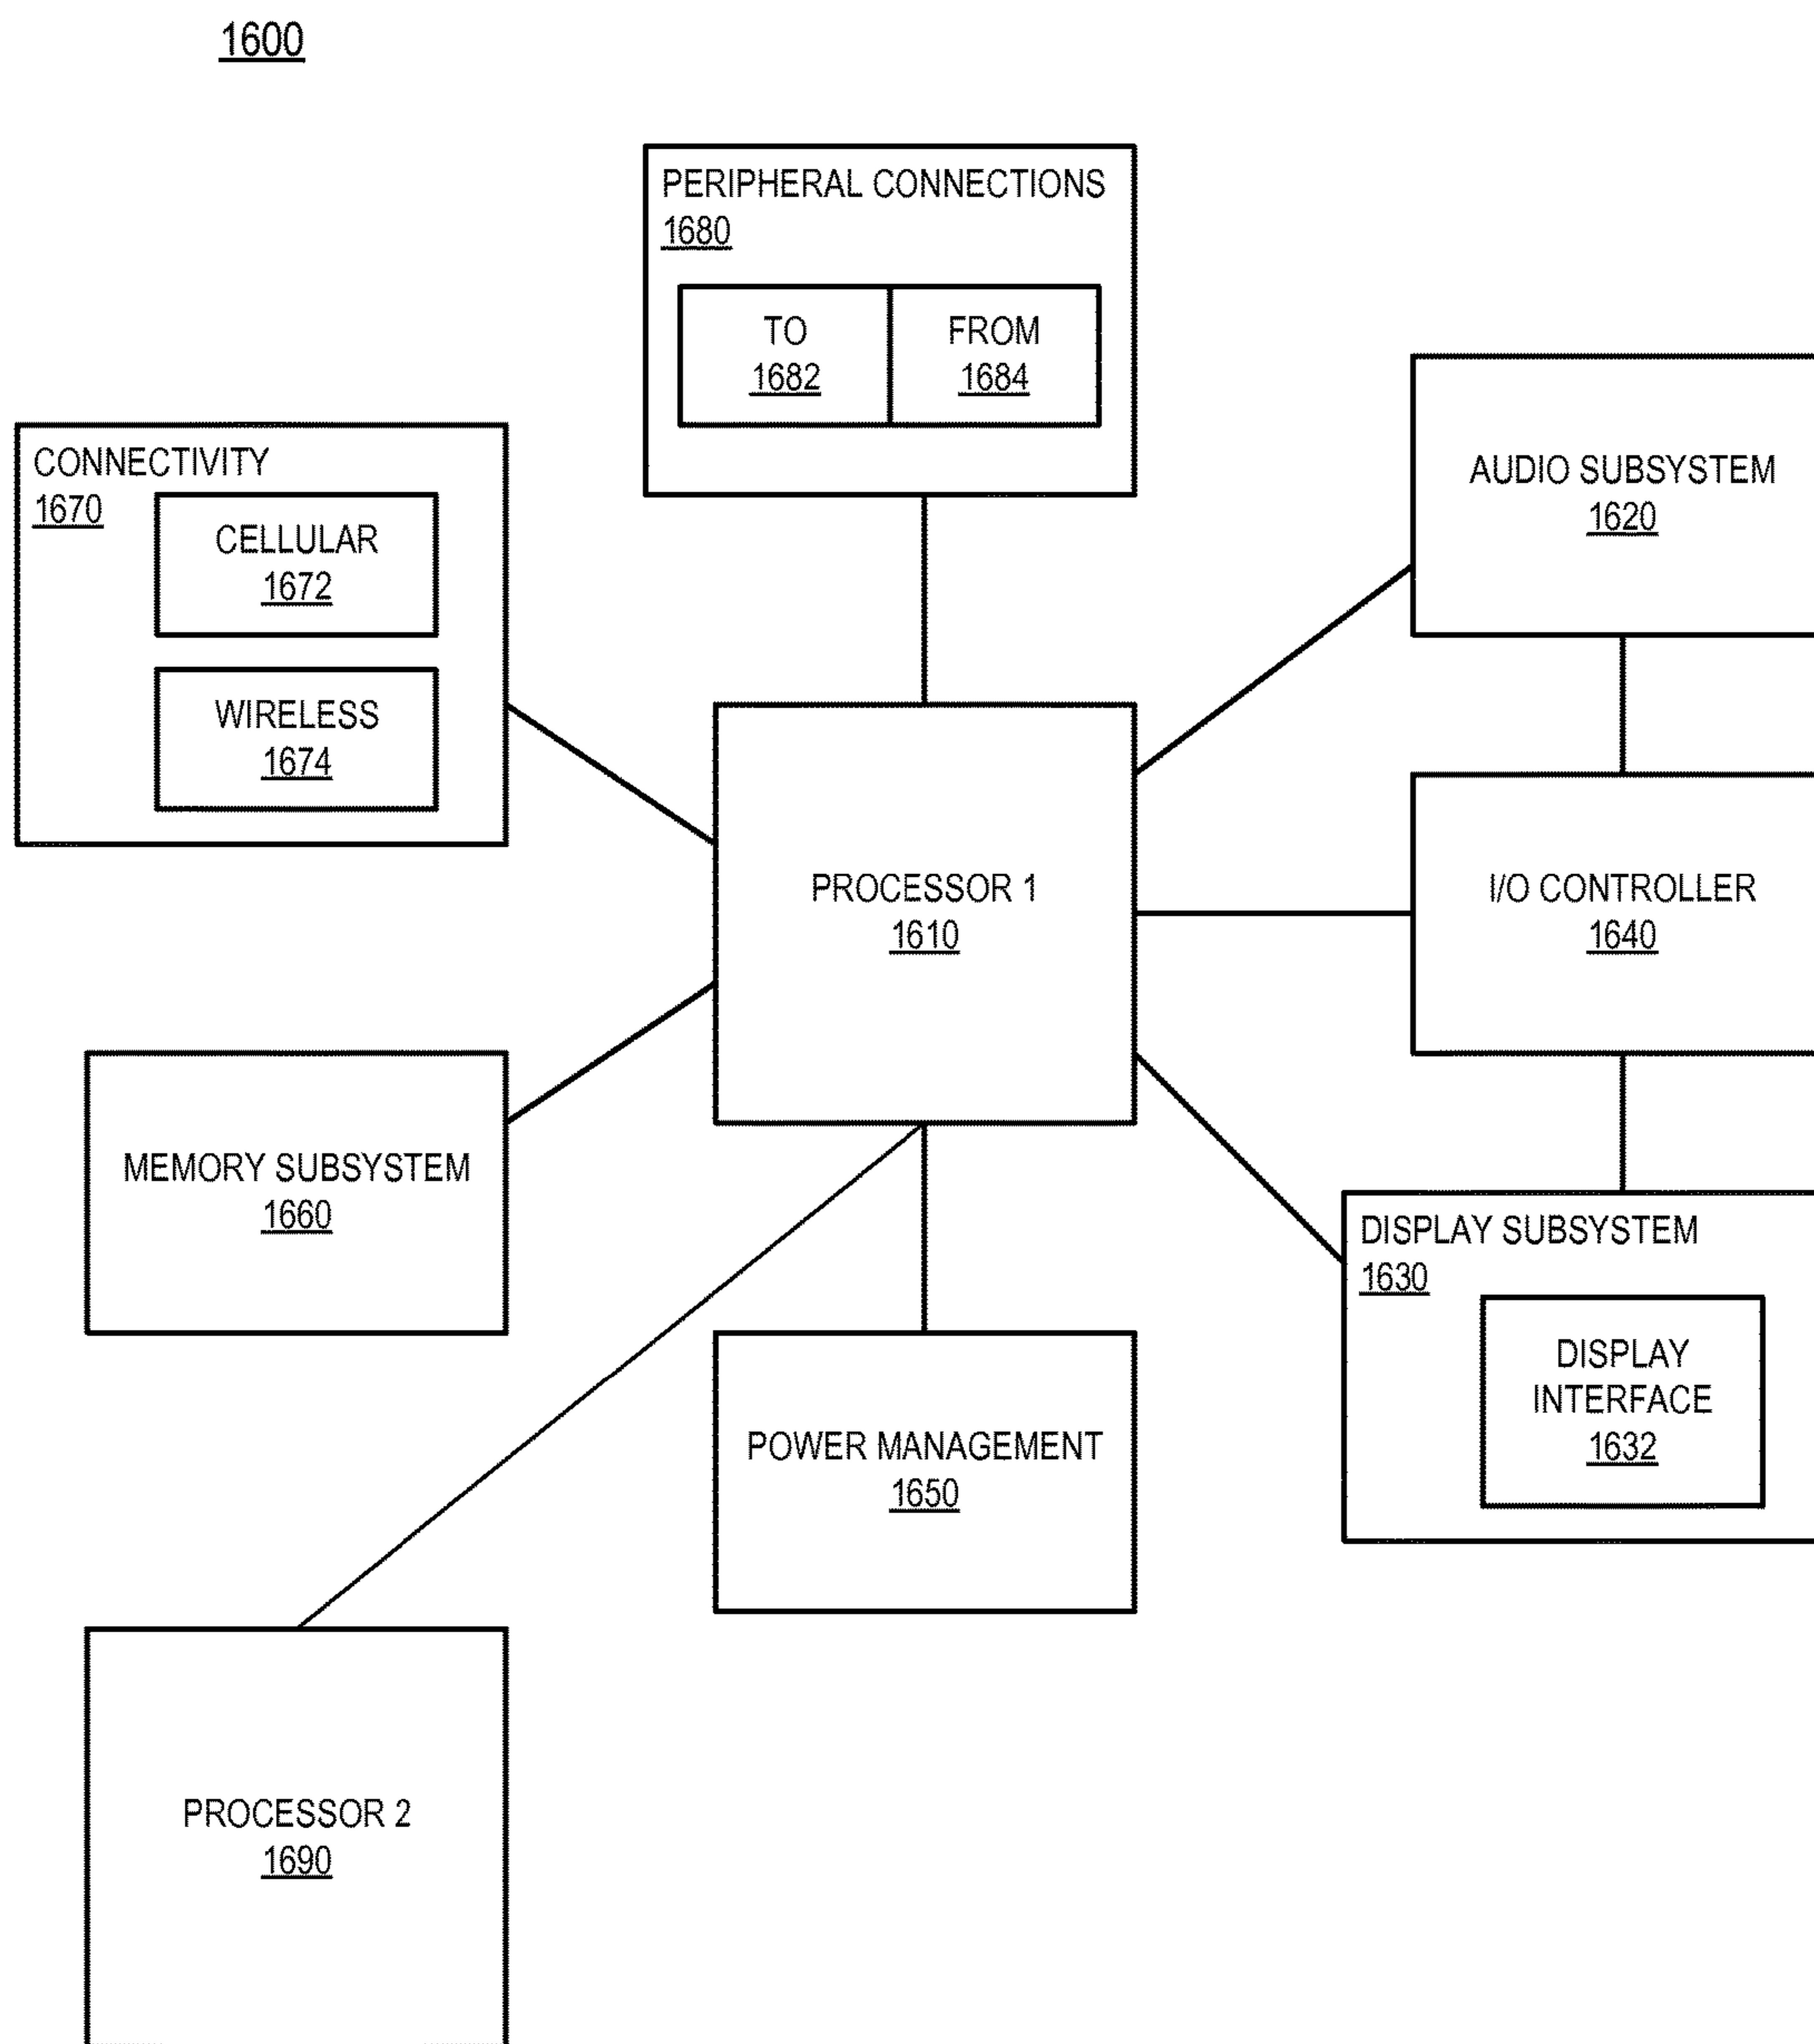 1600
PERIPHERAL CONNECTIONS
1680
TO
1682
FROM
1684
CONNECTIVITY
1670
CELLULAR
1672
WIRELESS
1674
AUDIO SUBSYSTEM
1620
PROCESSOR 1
1610
I/O CONTROLLER
1640
MEMORY SUBSYSTEM
1660
DISPLAY SUBSYSTEM
1630
DISPLAY
INTERFACE
1632
POWER MANAGEMENT
1650
PROCESSOR 2
1690